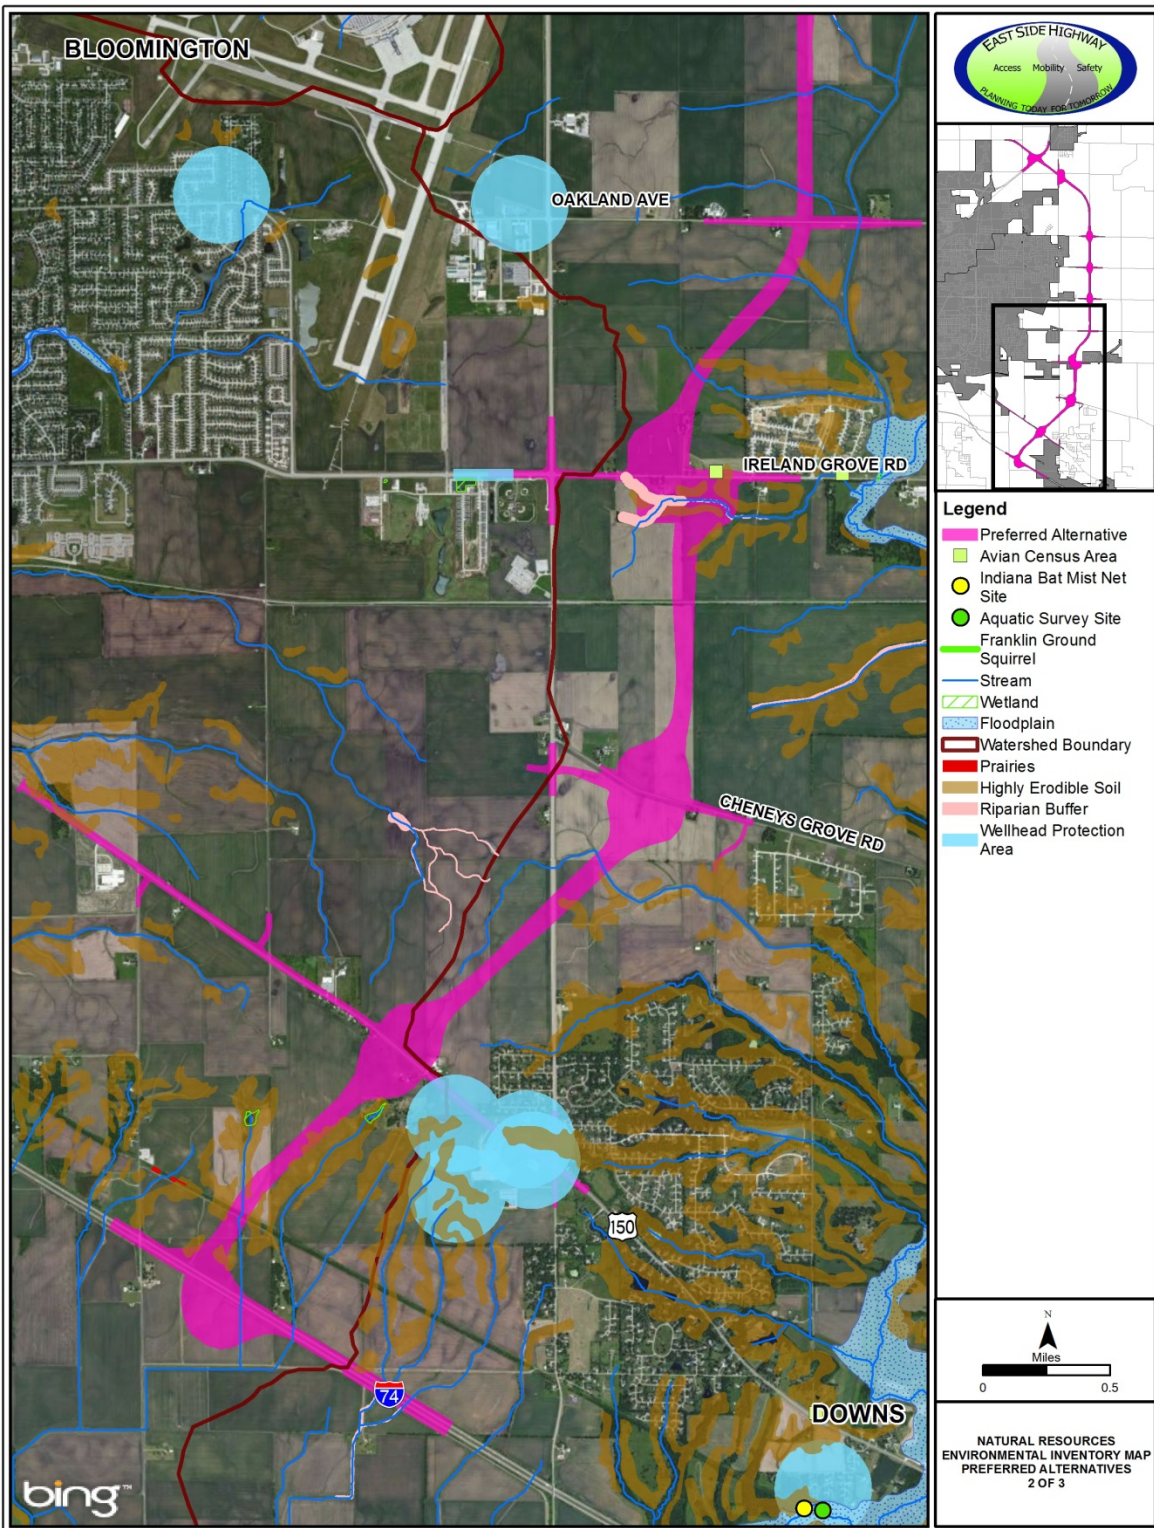 BLOOMINGTON
OAKLAND AVE
IRELAND GROVE RD
CHENEYS GROVE RD
150
74
DOWNS
bing™
EAST SIDE HIGHWAY
Access Mobility Safety
PLANNING TODAY FOR TOMORROW
Legend
Preferred Alternative
Avian Census Area
Indiana Bat Mist Net
Site
Aquatic Survey Site
Franklin Ground
Squirrel
Stream
Wetland
Floodplain
Watershed Boundary
Prairies
Highly Erodible Soil
Riparian Buffer
Wellhead Protection
Area
N
Miles
0 0.5
NATURAL RESOURCES
ENVIRONMENTAL INVENTORY MAP
PREFERRED ALTERNATIVES
2 OF 3